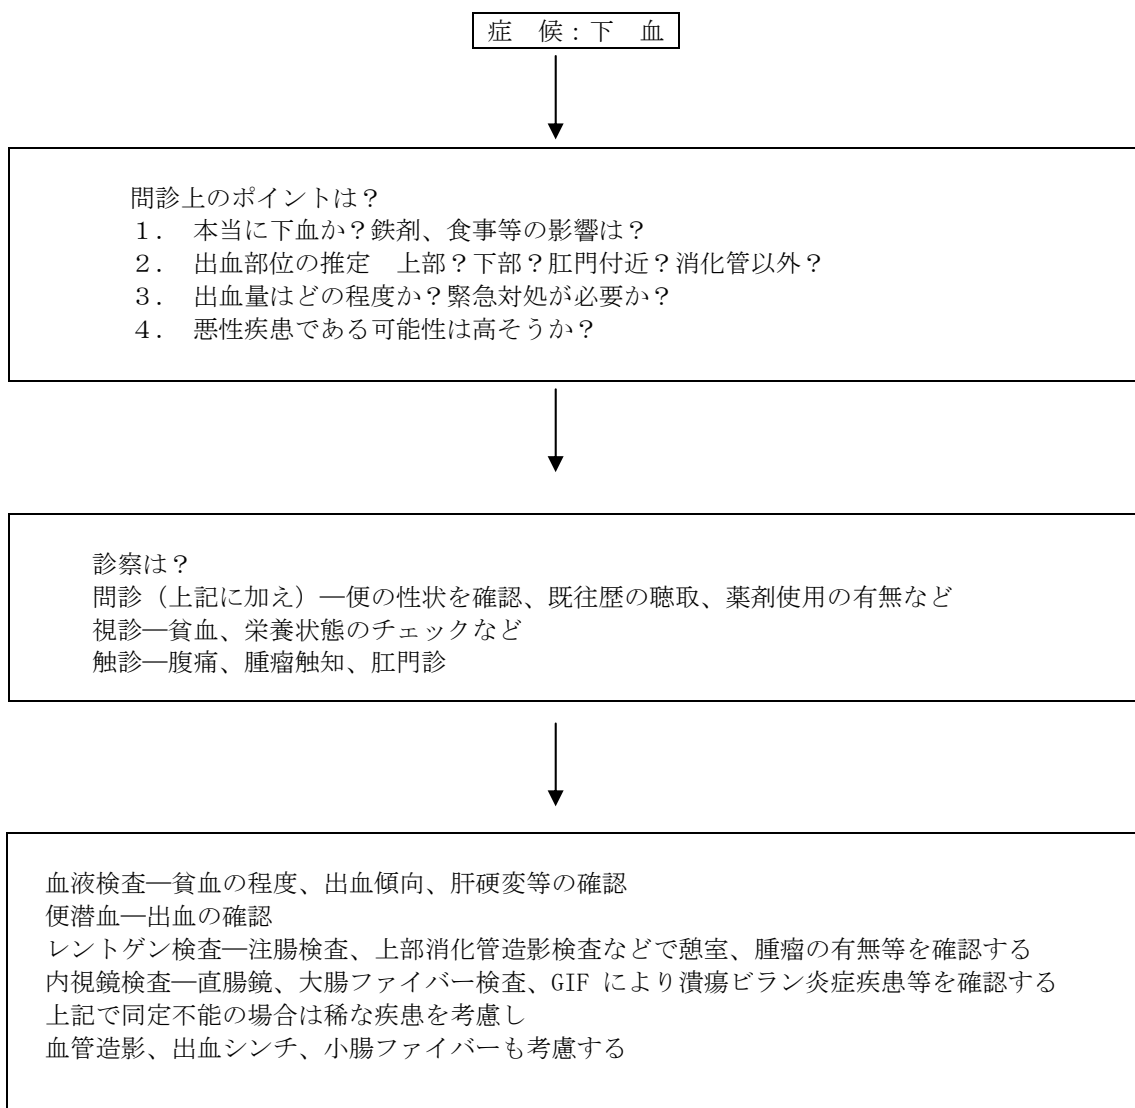 症　候：下　血
問診上のポイントは？
１．　本当に下血か？鉄剤、食事等の影響は？
２．　出血部位の推定　上部？下部？肛門付近？消化管以外？
３．　出血量はどの程度か？緊急対処が必要か？
４．　悪性疾患である可能性は高そうか？
診察は？
問診（上記に加え）―便の性状を確認、既往歴の聴取、薬剤使用の有無など
視診―貧血、栄養状態のチェックなど
触診―腹痛、腫瘤触知、肛門診
血液検査―貧血の程度、出血傾向、肝硬変等の確認
便潜血―出血の確認
レントゲン検査―注腸検査、上部消化管造影検査などで憩室、腫瘤の有無等を確認する
内視鏡検査―直腸鏡、大腸ファイバー検査、GIF により潰瘍ビラン炎症疾患等を確認する
上記で同定不能の場合は稀な疾患を考慮し
血管造影、出血シンチ、小腸ファイバーも考慮する